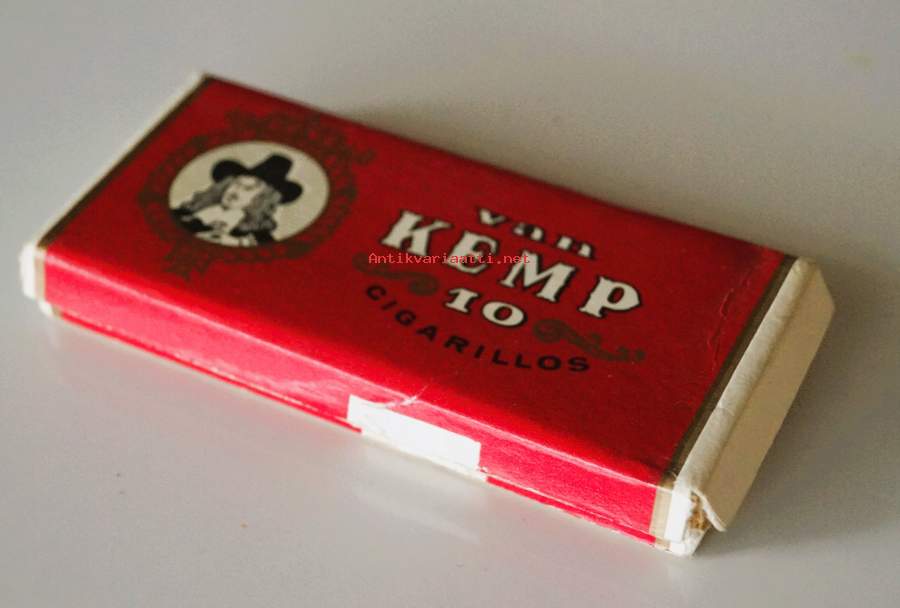 van
KEMP
Antikvariaatti.net
10
CIGARILLOS